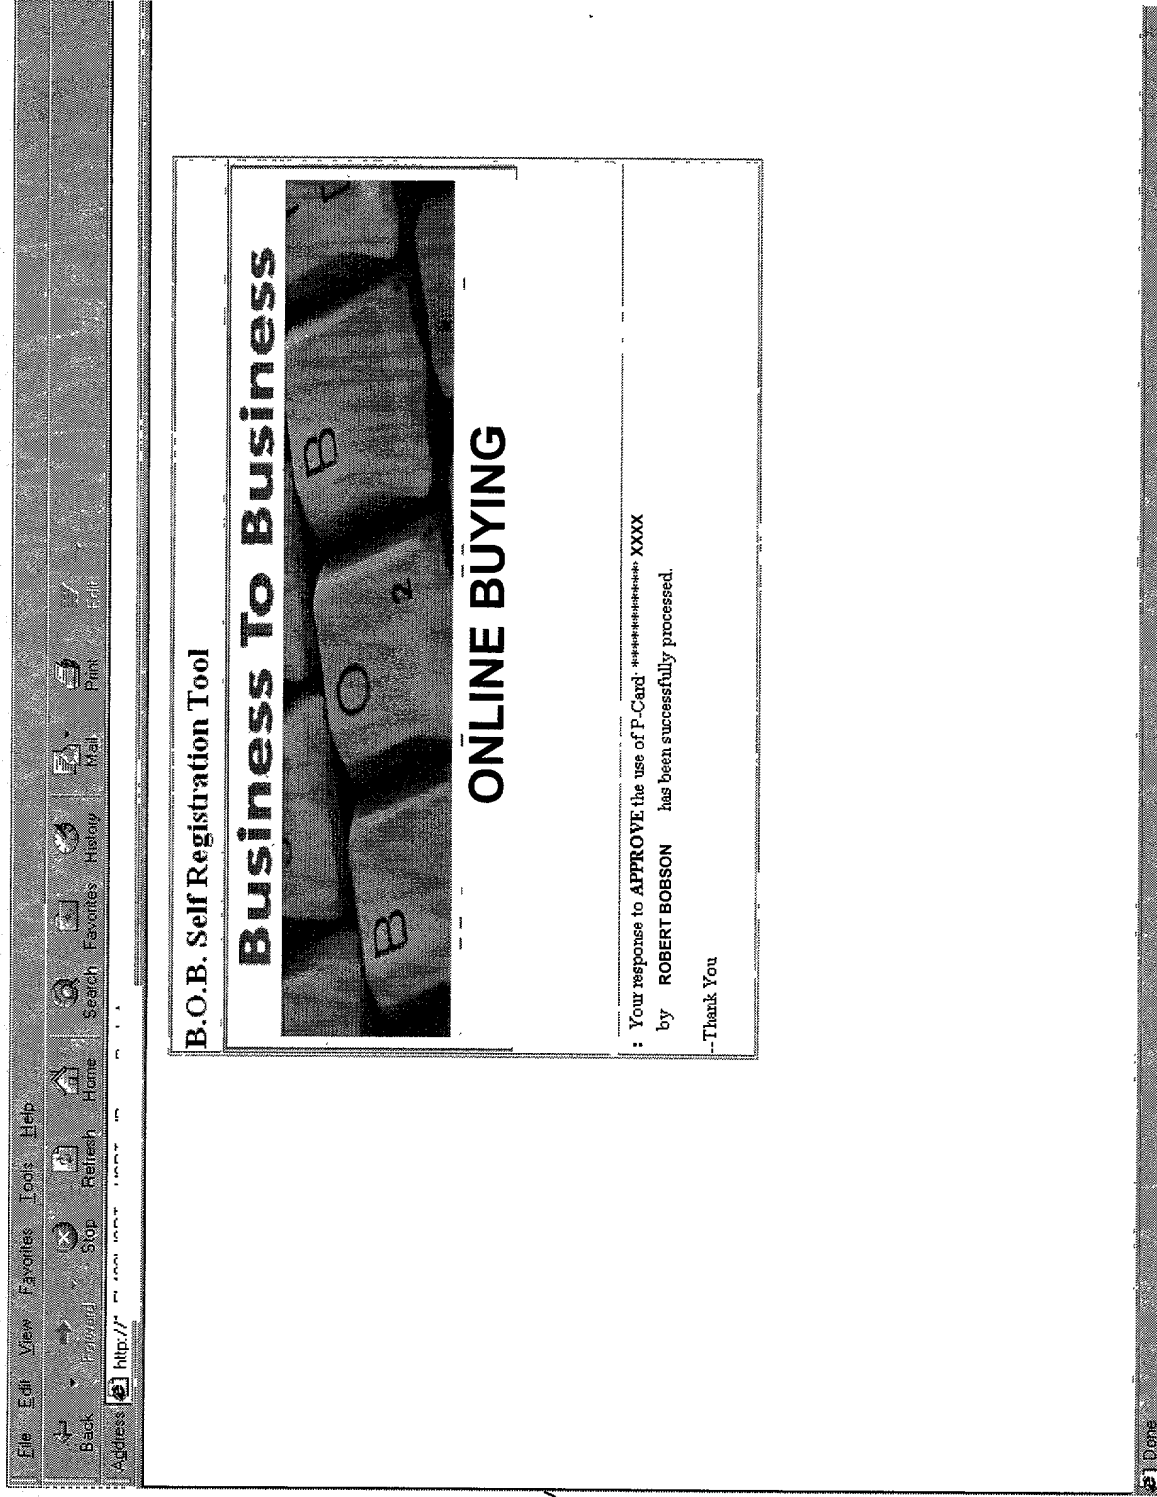 File Edit View Favorites Tools Help
Back Forward Stop Refresh Home Search Favorites History Mail Print Edit
Address http://
B.O.B. Self Registration Tool
Business To Business
B O 2 B
ONLINE BUYING
: Your response to APPROVE the use of P-Card ************ XXXX
by ROBERT BOBSON has been successfully processed.
--Thank You
Done